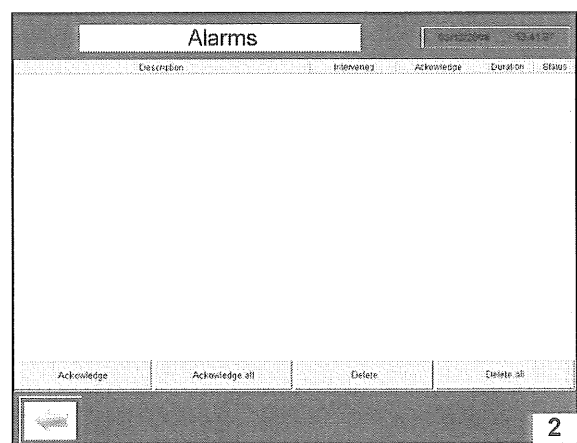 Alarms
Description Intervened Acknowledge Duration Status
Acknowledge Acknowledge all Delete Delete all
2